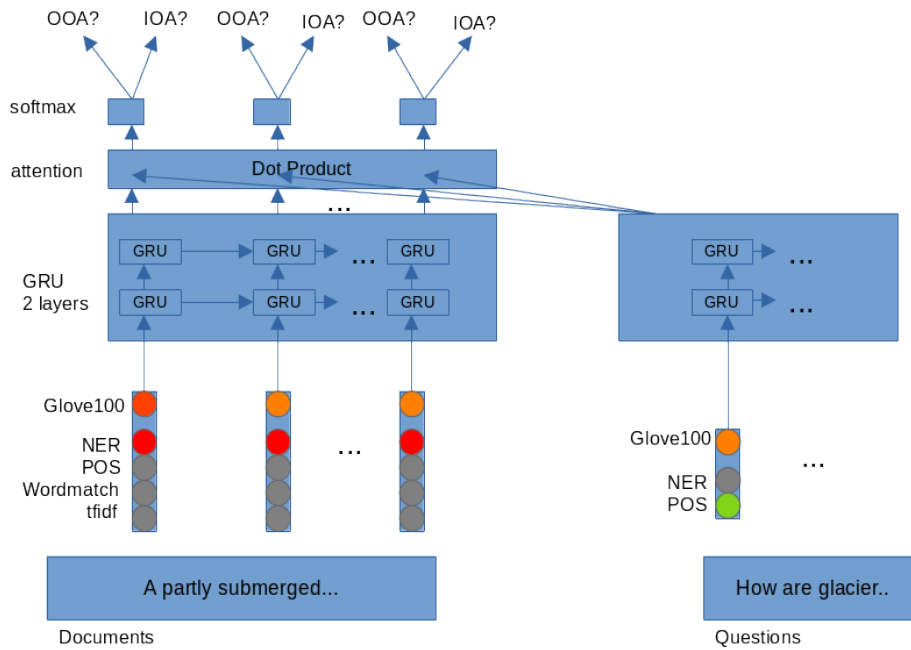 OOA? IOA? OOA? IOA? OOA? IOA?
softmax
attention Dot Product
...
GRU GRU ... GRU GRU ...
GRU
2 layers
GRU GRU ... GRU GRU ...
Glove100
Glove100
NER ...
POS
Wordmatch
tfidf
...
NER
POS
A partly submerged... How are glacier..
Documents Questions